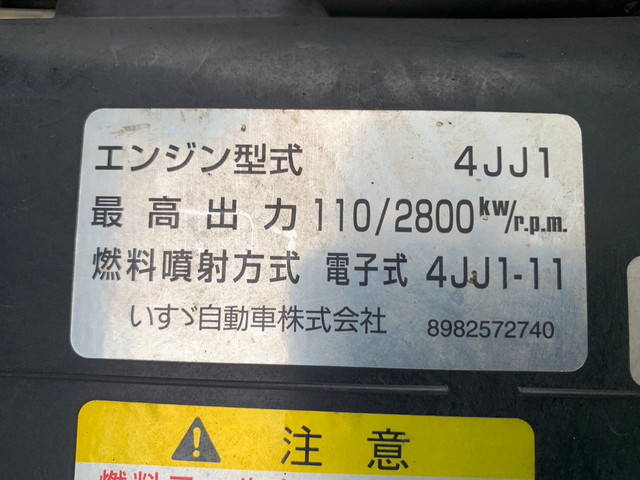 エンジン型式 4JJ1
最高出力 110/2800 kw/r.p.m.
燃料噴射方式 電子式 4JJ1-11
いすゞ自動車株式会社 8982572740
注意